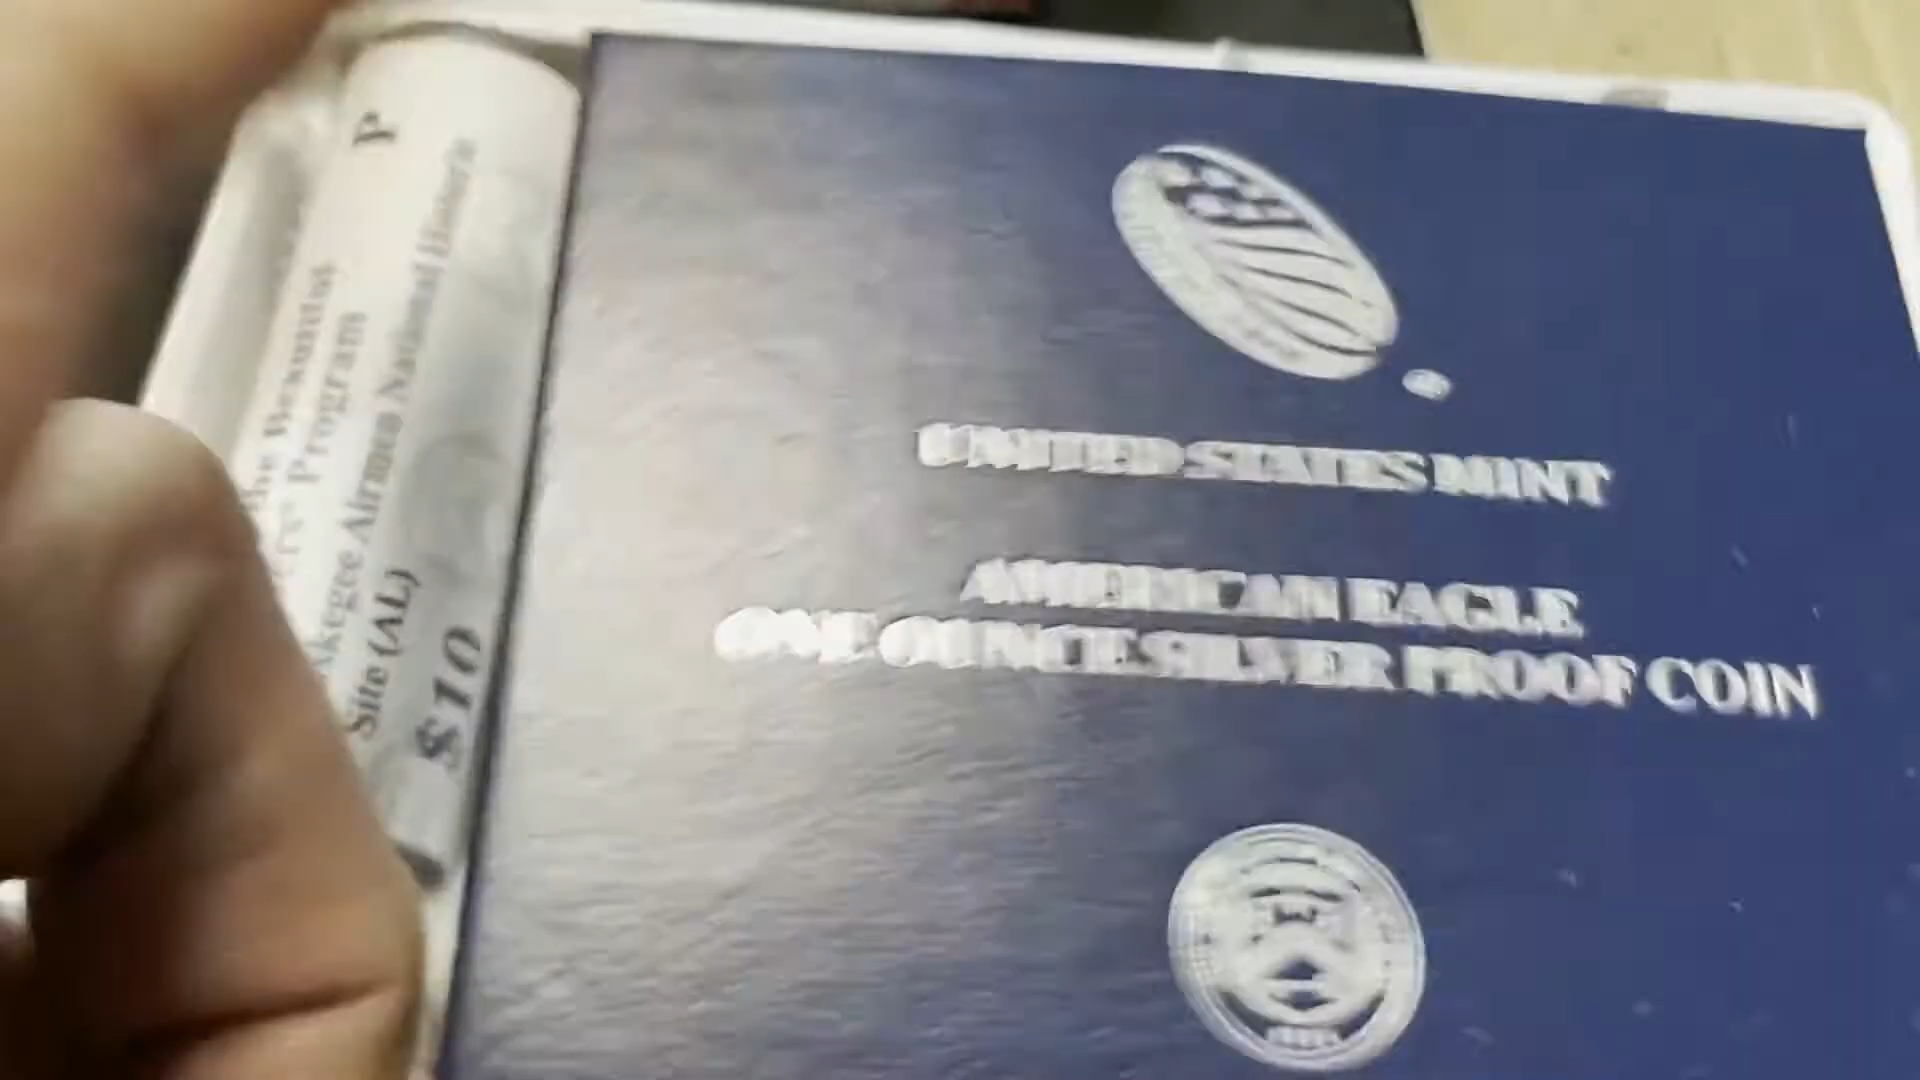 P
the Beautiful
Program
Airmen National Historic
Site (AL)
$10
UNITED STATES MINT
AMERICAN EAGLE
ONE OUNCE SILVER PROOF COIN